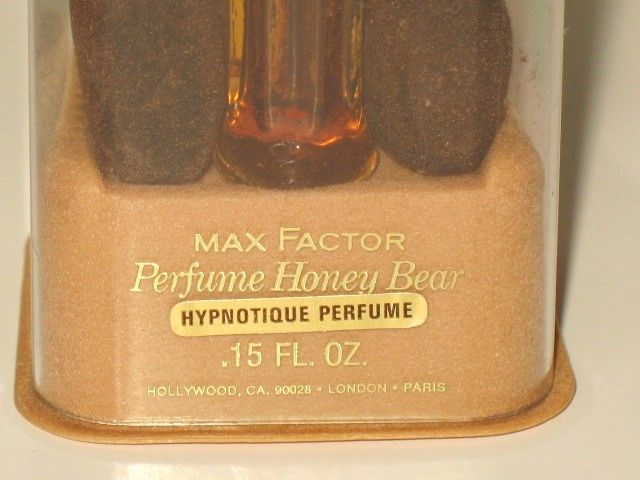 MAX FACTOR
Perfume Honey Bear
HYPNOTIQUE PERFUME
.15 FL. OZ.
HOLLYWOOD, CA. 90028 • LONDON • PARIS